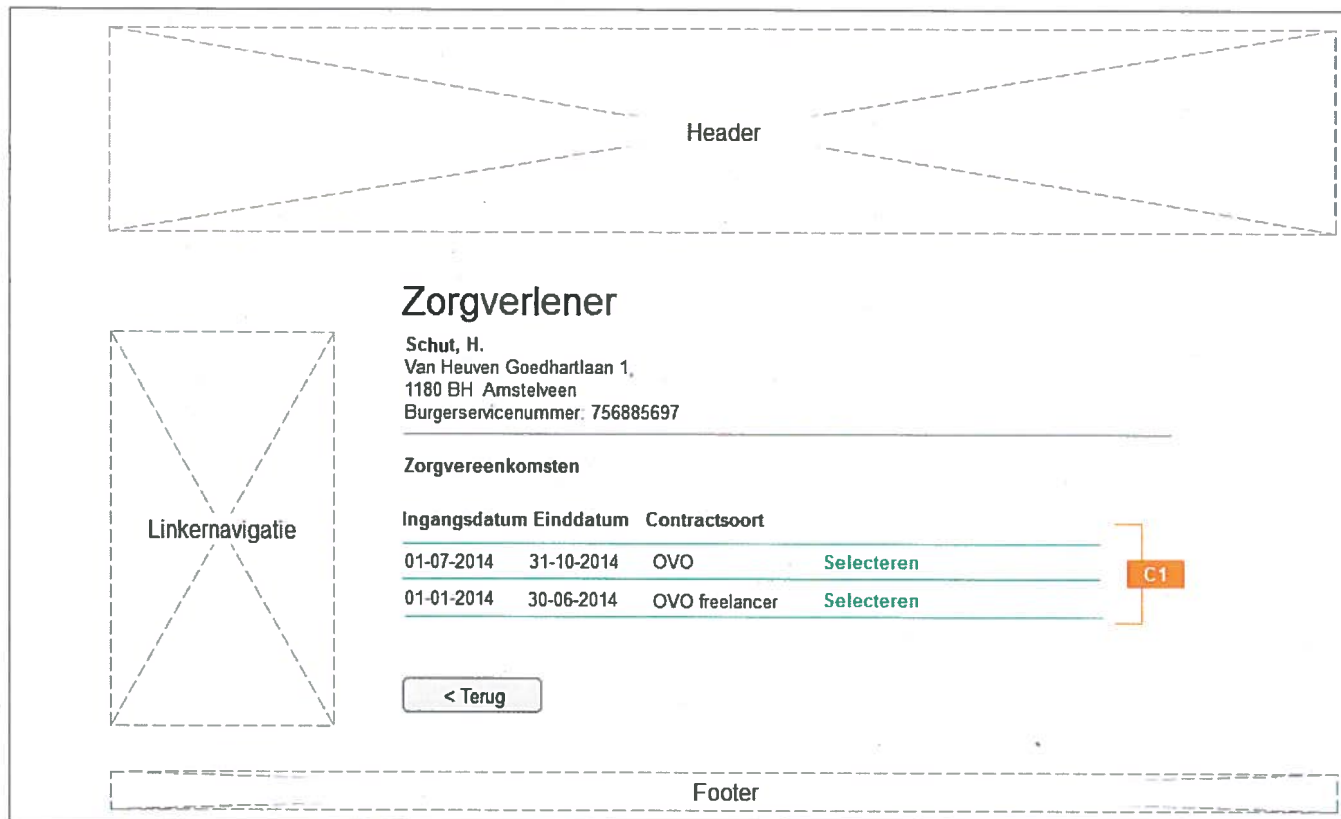 Header
Zorgverlener
Schut, H.
Van Heuven Goedhartlaan 1,
1180 BH Amstelveen
Burgerservicenummer: 756885697
Zorgvereenkomsten
Linkernavigatie
Ingangsdatum Einddatum Contractsoort
01-07-2014 31-10-2014 OVO Selecteren
C1
01-01-2014 30-06-2014 OVO freelancer Selecteren
< Terug
Footer